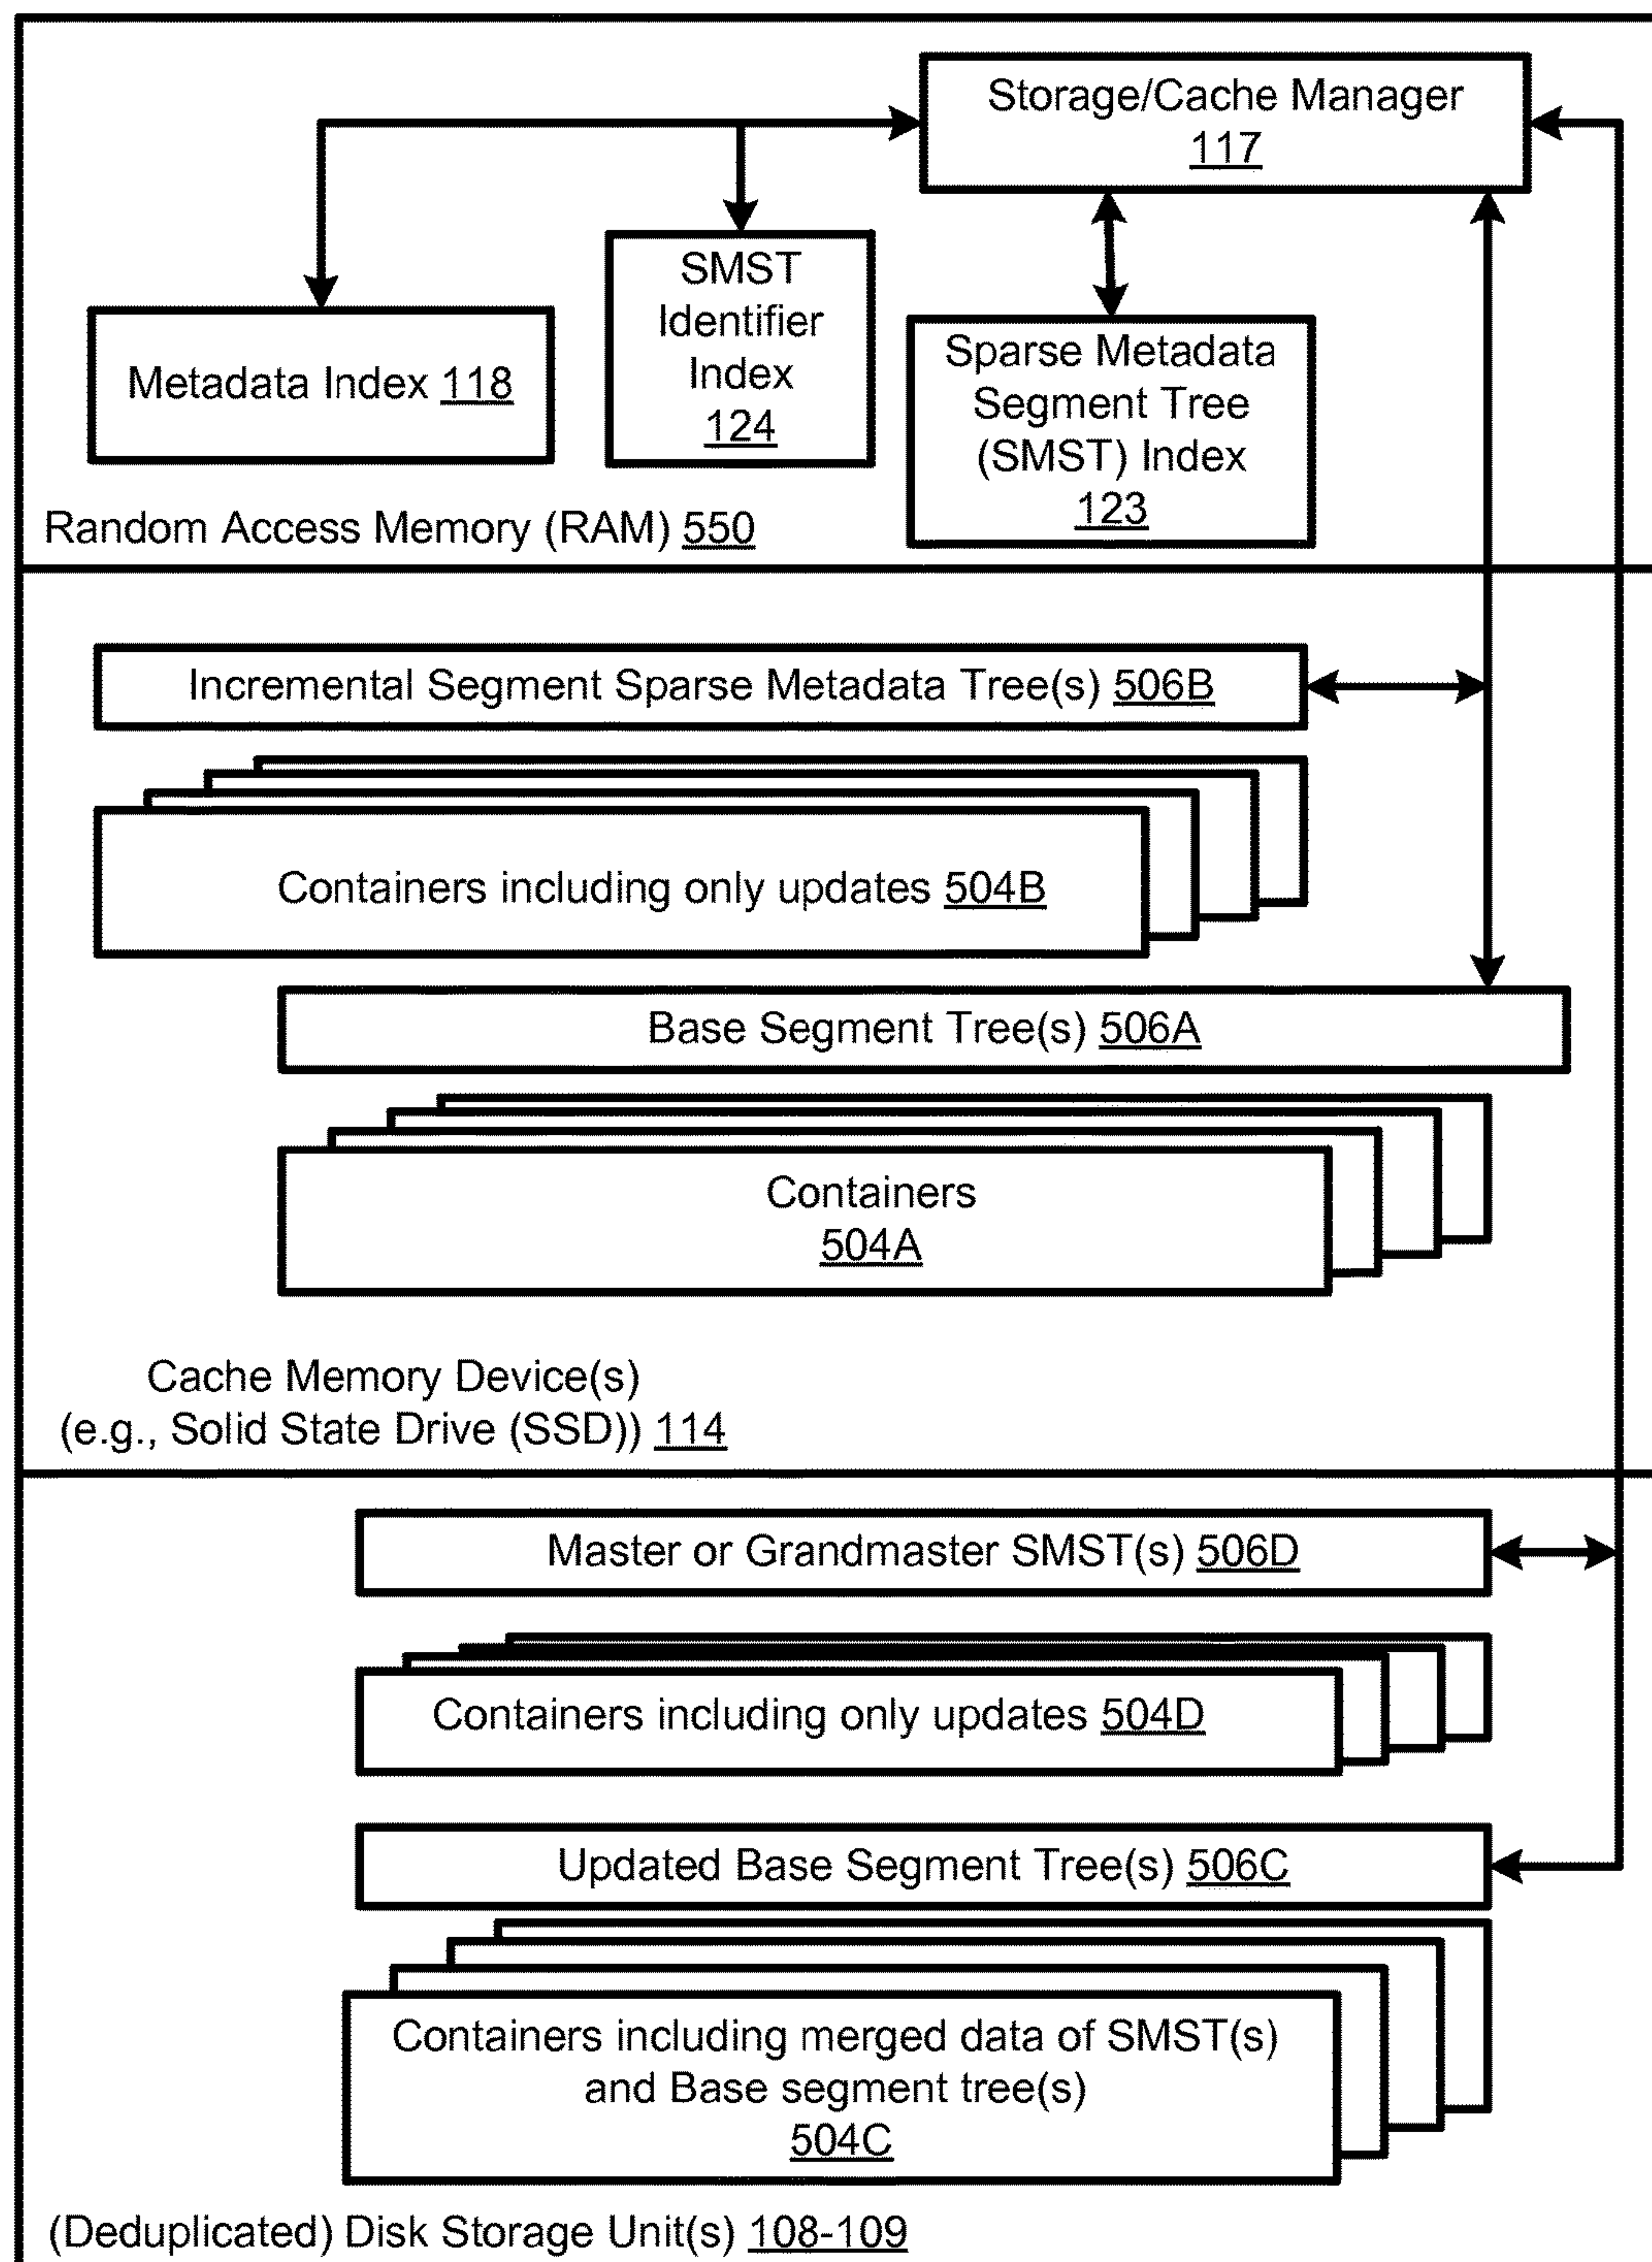 Storage/Cache Manager
117
SMST
Identifier
Index
124
Metadata Index 118
Sparse Metadata
Segment Tree
(SMST) Index
123
Random Access Memory (RAM) 550
Incremental Segment Sparse Metadata Tree(s) 506B
Containers including only updates 504B
Base Segment Tree(s) 506A
Containers
504A
Cache Memory Device(s)
(e.g., Solid State Drive (SSD)) 114
Master or Grandmaster SMST(s) 506D
Containers including only updates 504D
Updated Base Segment Tree(s) 506C
Containers including merged data of SMST(s)
and Base segment tree(s)
504C
(Deduplicated) Disk Storage Unit(s) 108-109